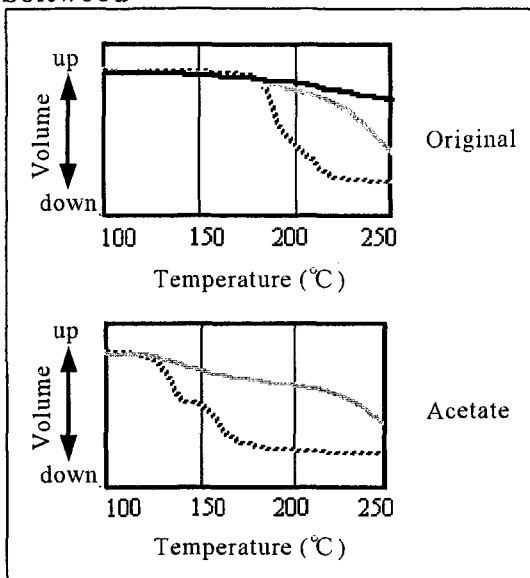 up
Volume
down
Original
100 150 200 250
Temperature (℃)
up
Volume
down
Acetate
100 150 200 250
Temperature (℃)